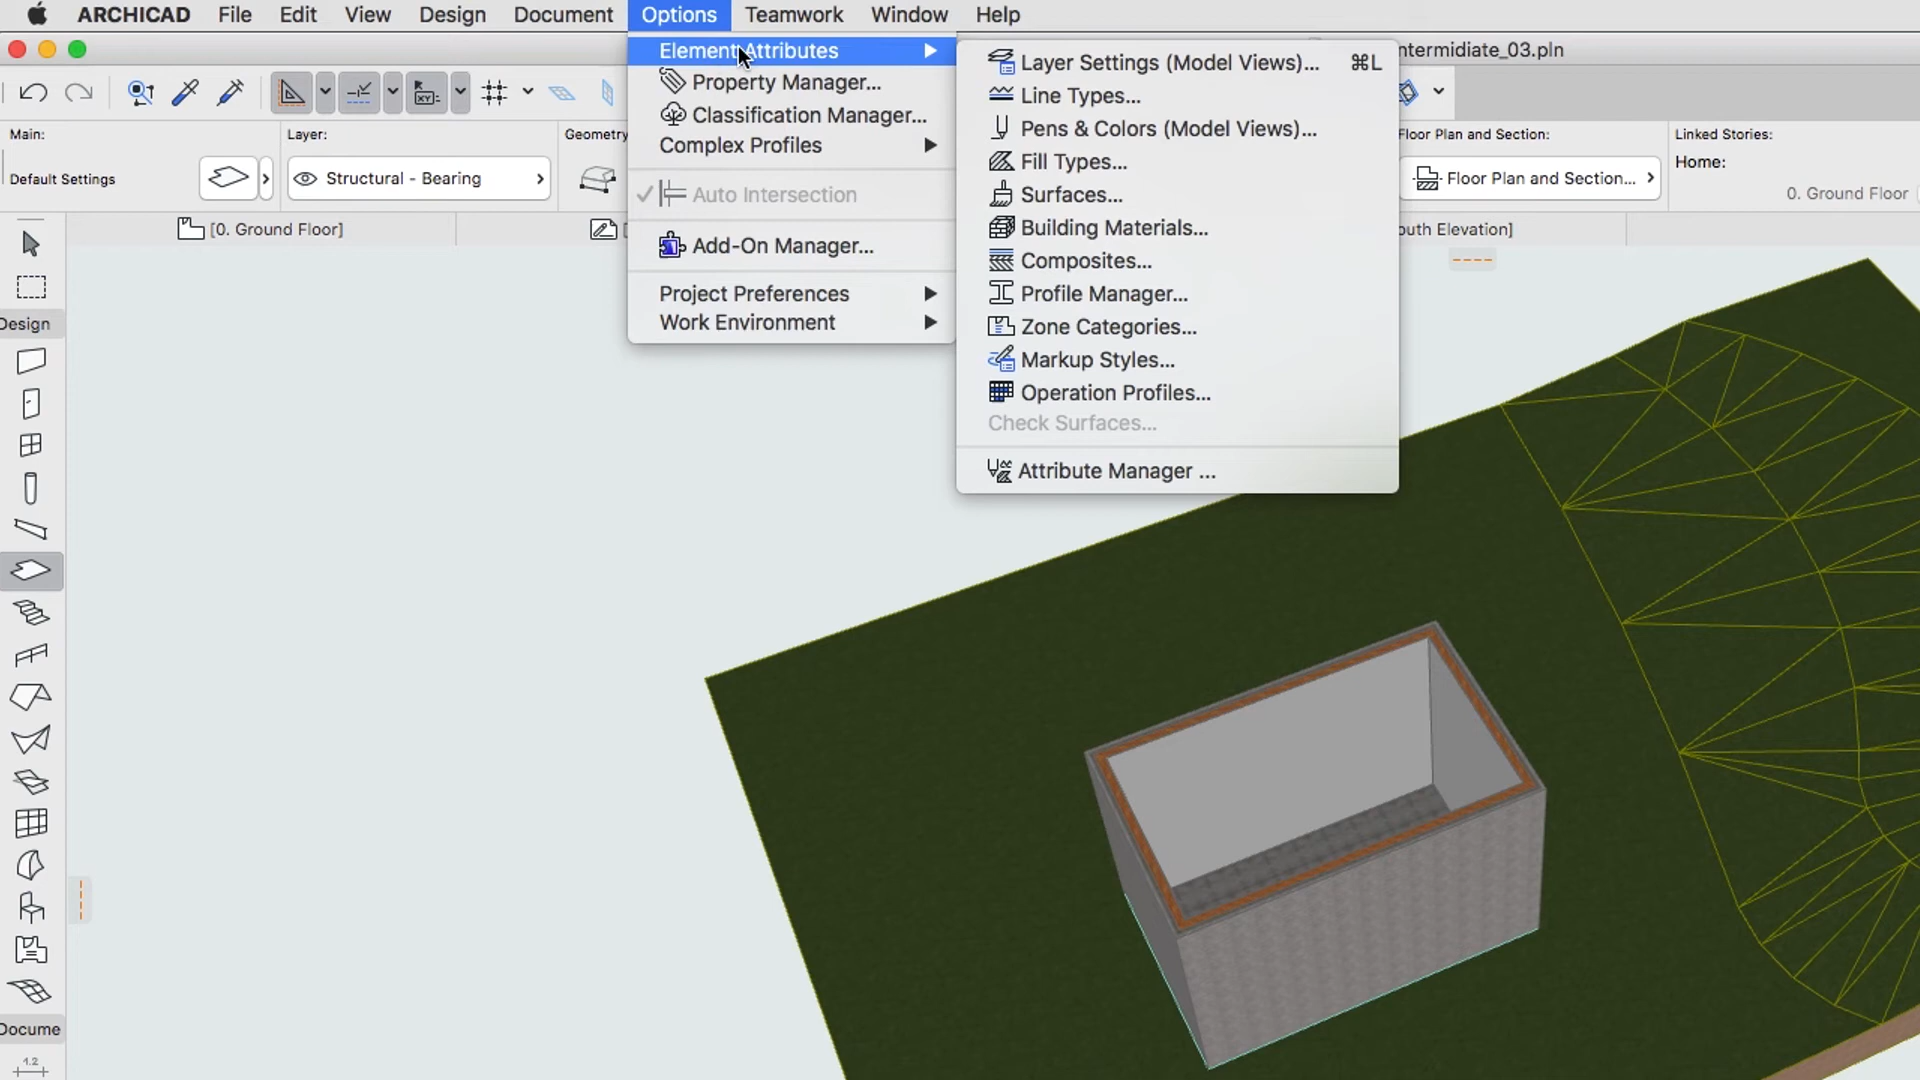 ARCHICAD File Edit View Design Document Options Teamwork Window Help
ntermidiate_03.pln
Element Attributes
Property Manager...
Classification Manager...
Complex Profiles
Auto Intersection
Add-On Manager...
Project Preferences
Work Environment
Layer Settings (Model Views)... ⌘L
Line Types...
Pens & Colors (Model Views)...
Fill Types...
Surfaces...
Building Materials...
Composites...
Profile Manager...
Zone Categories...
Markup Styles...
Operation Profiles...
Check Surfaces...
Attribute Manager ...
Main:
Default Settings
Layer:
Structural - Bearing
Geometry
Floor Plan and Section:
Floor Plan and Section...
Linked Stories:
Home:
0. Ground Floor
[0. Ground Floor]
[
outh Elevation]
Design
Docume
1.2